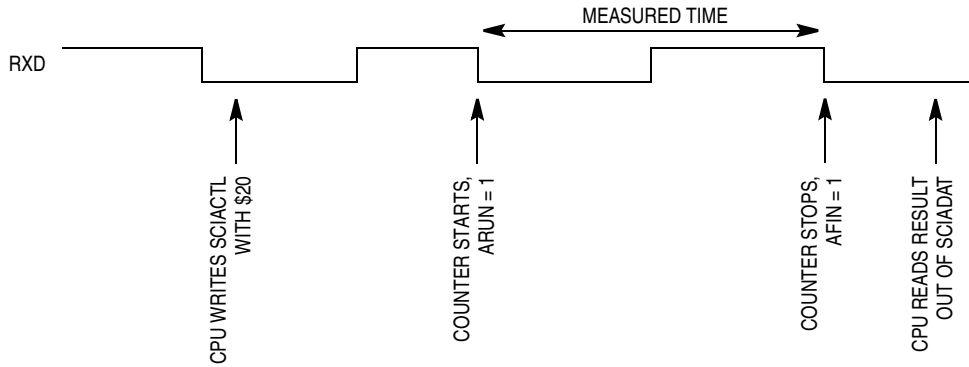 MEASURED TIME
RXD
CPU WRITES SCIACTL
WITH $20
COUNTER STARTS,
ARUN = 1
COUNTER STOPS,
AFIN = 1
CPU READS RESULT
OUT OF SCIADAT